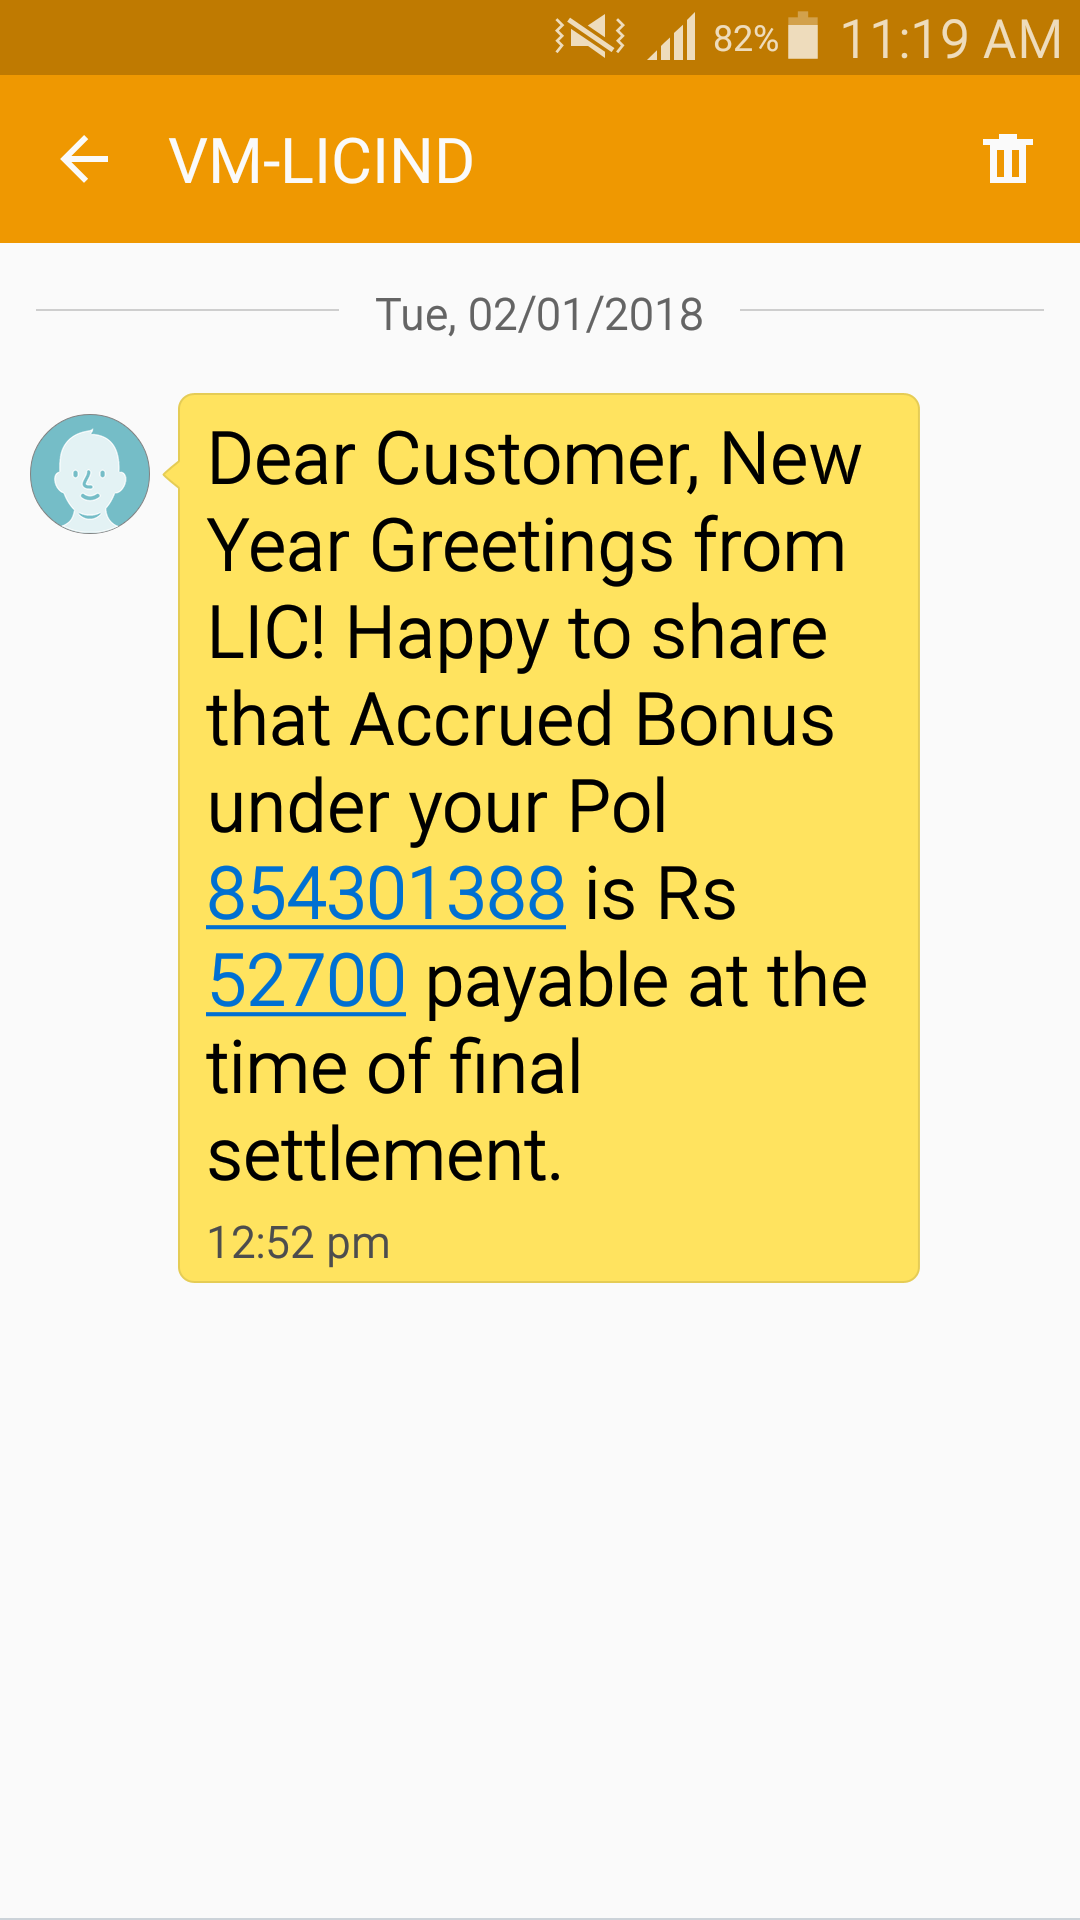 82% 11:19 AM
VM-LICIND
Tue, 02/01/2018
Dear Customer, New
Year Greetings from
LIC! Happy to share
that Accrued Bonus
under your Pol
854301388 is Rs
52700 payable at the
time of final
settlement.
12:52 pm